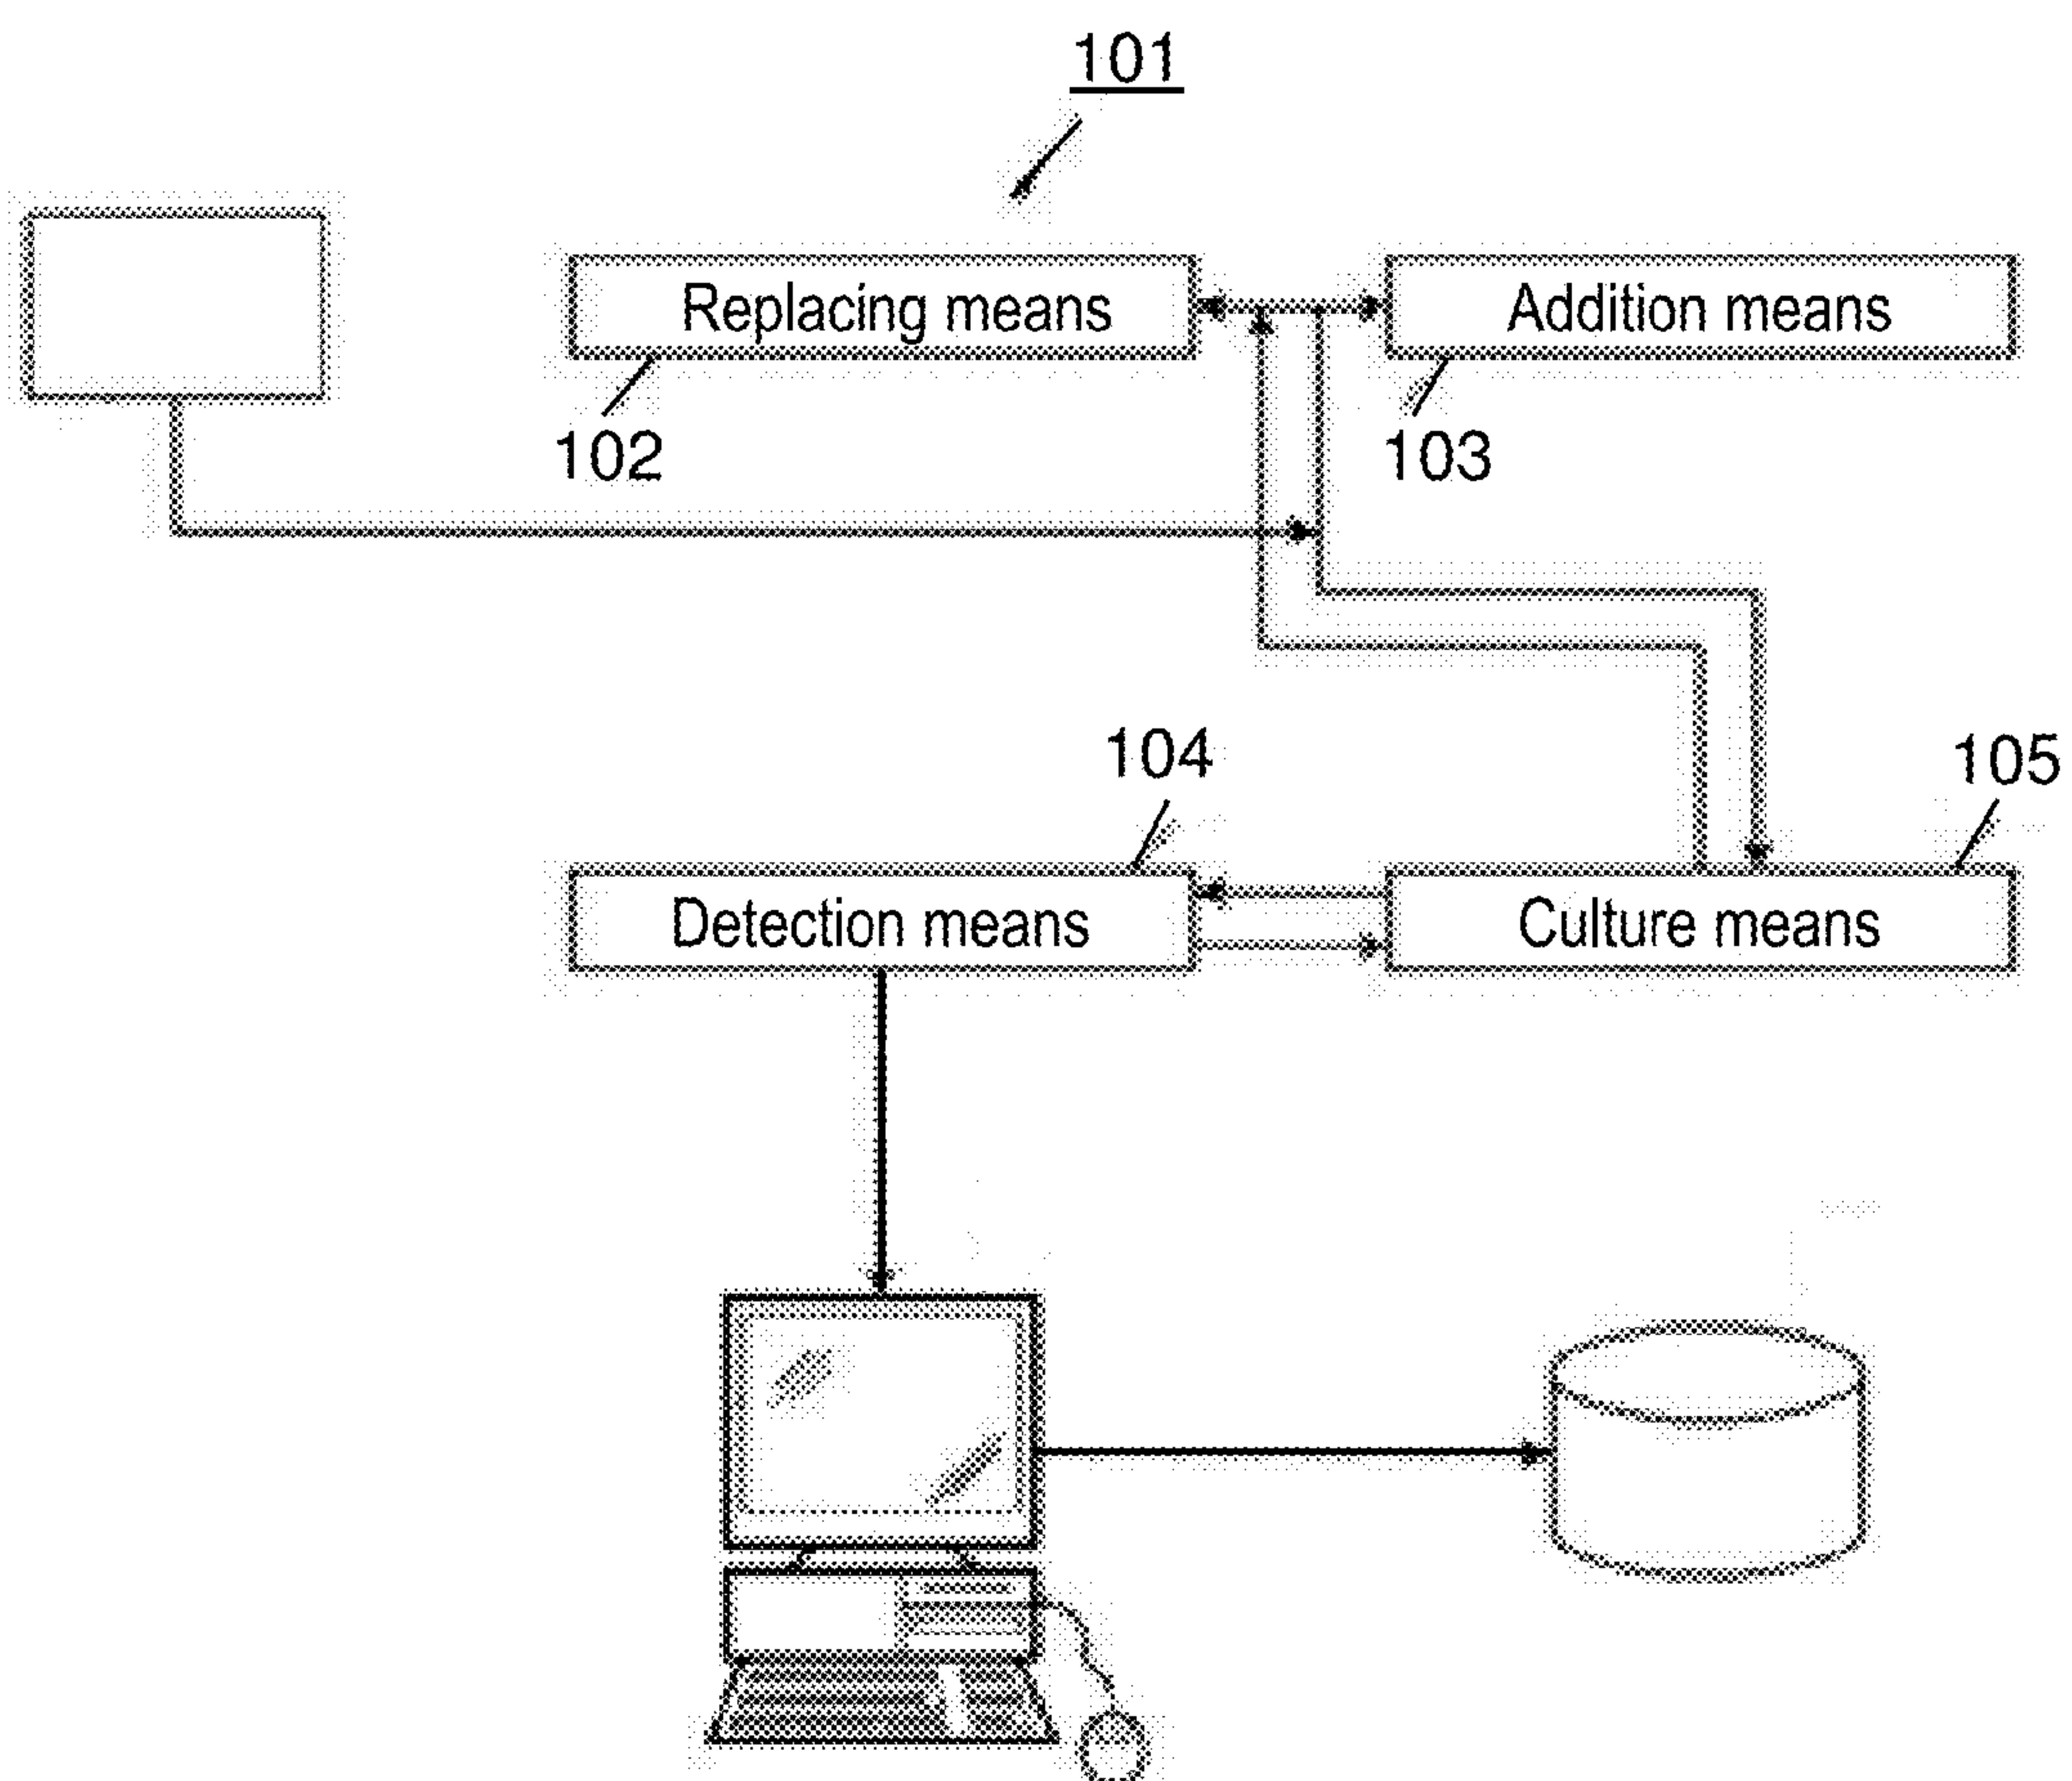 101
Replacing means
Addition means
102
103
104
105
Detection means
Culture means